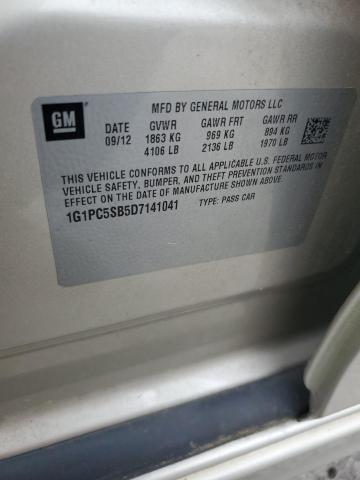 GM
MFD BY GENERAL MOTORS LLC
DATE GVWR GAWR FRT GAWR RR
09/12 1863 KG 969 KG 894 KG
4106 LB 2136 LB 1970 LB
THIS VEHICLE CONFORMS TO ALL APPLICABLE U.S. FEDERAL MOTOR
VEHICLE SAFETY, BUMPER, AND THEFT PREVENTION STANDARDS IN
EFFECT ON THE DATE OF MANUFACTURE SHOWN ABOVE.
1G1PC5SB5D7141041 TYPE: PASS CAR